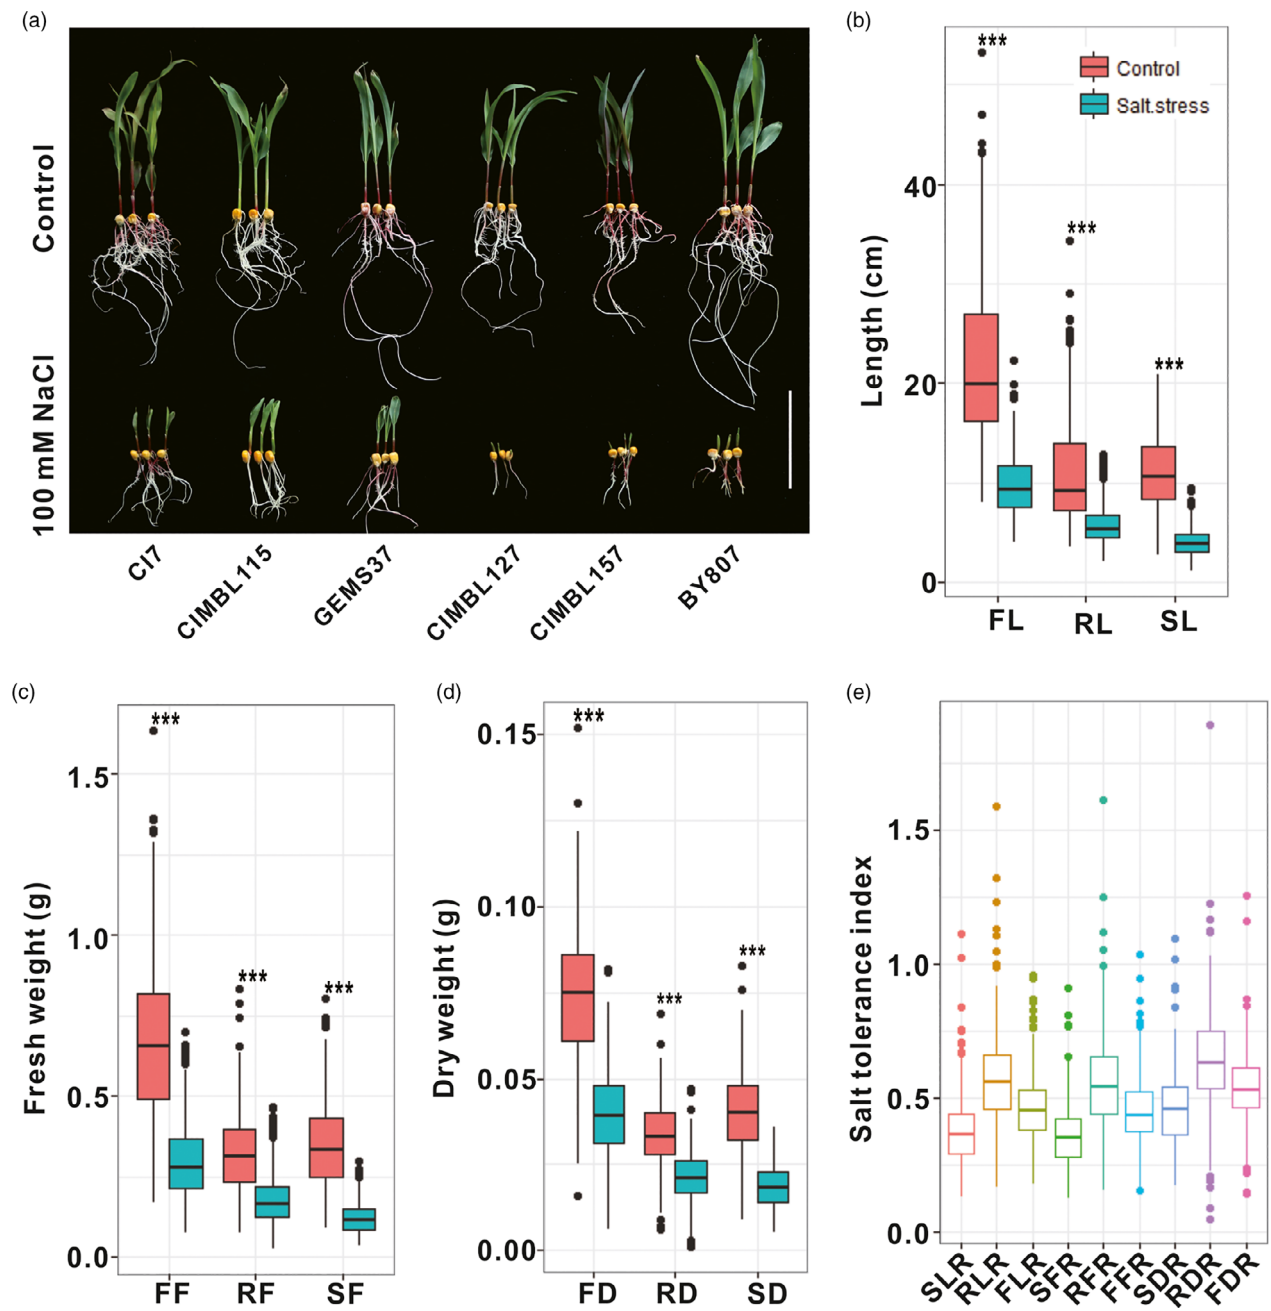 (a)
Control
100 mM NaCl
CI7
CIMBL115
GEMS37
CIMBL127
CIMBL157
BY807
(b)
Length (cm)
40
20
0
***
***
***
Control
Salt.stress
FL
RL
SL
(c)
Fresh weight (g)
1.5
1.0
0.5
0.0
***
***
***
FF
RF
SF
(d)
Dry weight (g)
0.15
0.10
0.05
0.00
***
***
***
FD
RD
SD
(e)
Salt tolerance index
1.5
1.0
0.5
0.0
SLR
RLR
FLR
SFR
RFR
FFR
SDR
RDR
FDR